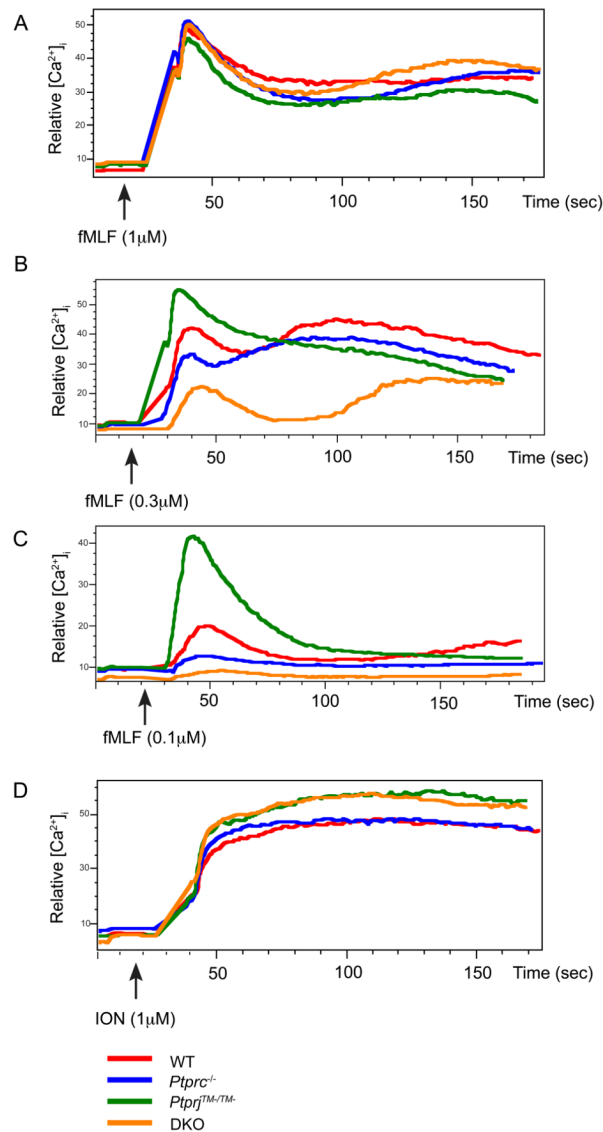 A
Relative [Ca²⁺]ᵢ
50
40
30
20
10
50
100
150
Time (sec)
fMLF (1μM)
B
Relative [Ca²⁺]ᵢ
50
40
30
20
10
50
100
150
Time (sec)
fMLF (0.3μM)
C
Relative [Ca²⁺]ᵢ
40
30
20
10
50
100
150
Time (sec)
fMLF (0.1μM)
D
Relative [Ca²⁺]ᵢ
50
30
10
50
100
150
Time (sec)
ION (1μM)
WT
Ptprc⁻/⁻
Ptprjᵀᴹ⁻/ᵀᴹ⁻
DKO